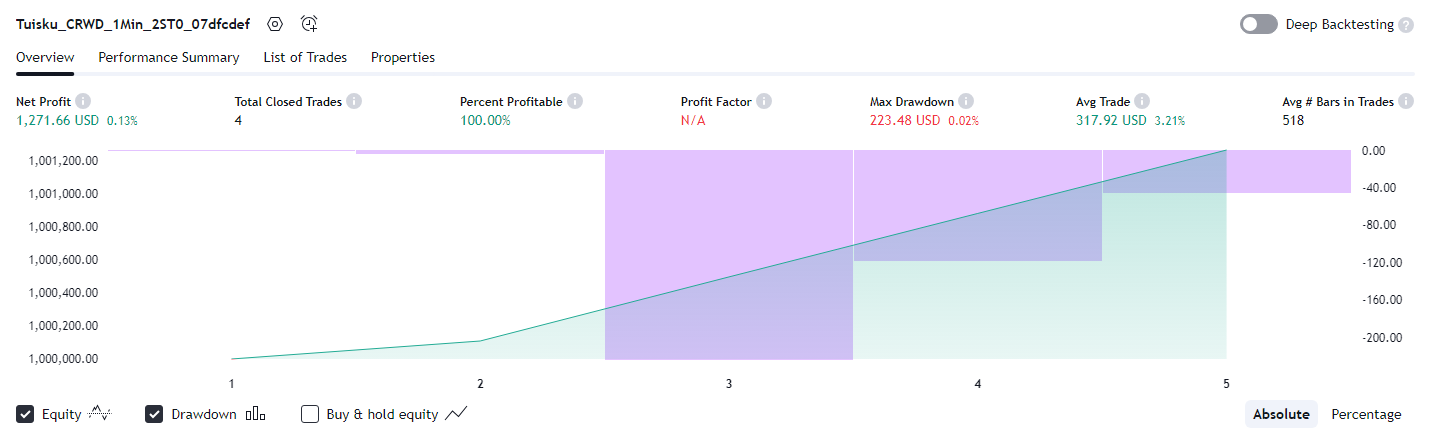 Tuisku_CRWD_1Min_2ST0_07dfcdef Deep Backtesting ?
Overview Performance Summary List of Trades Properties
Net Profit Total Closed Trades Percent Profitable Profit Factor Max Drawdown Avg Trade Avg # Bars in Trades
1,271.66 USD 0.13% 4 100.00% N/A 223.48 USD 0.02% 317.92 USD 3.21% 518
1,001,200.00 0.00
1,001,000.00 -40.00
1,000,800.00 -80.00
1,000,600.00 -120.00
1,000,400.00 -160.00
1,000,200.00 -200.00
1,000,000.00
1 2 3 4 5
Equity Drawdown Buy & hold equity Absolute Percentage